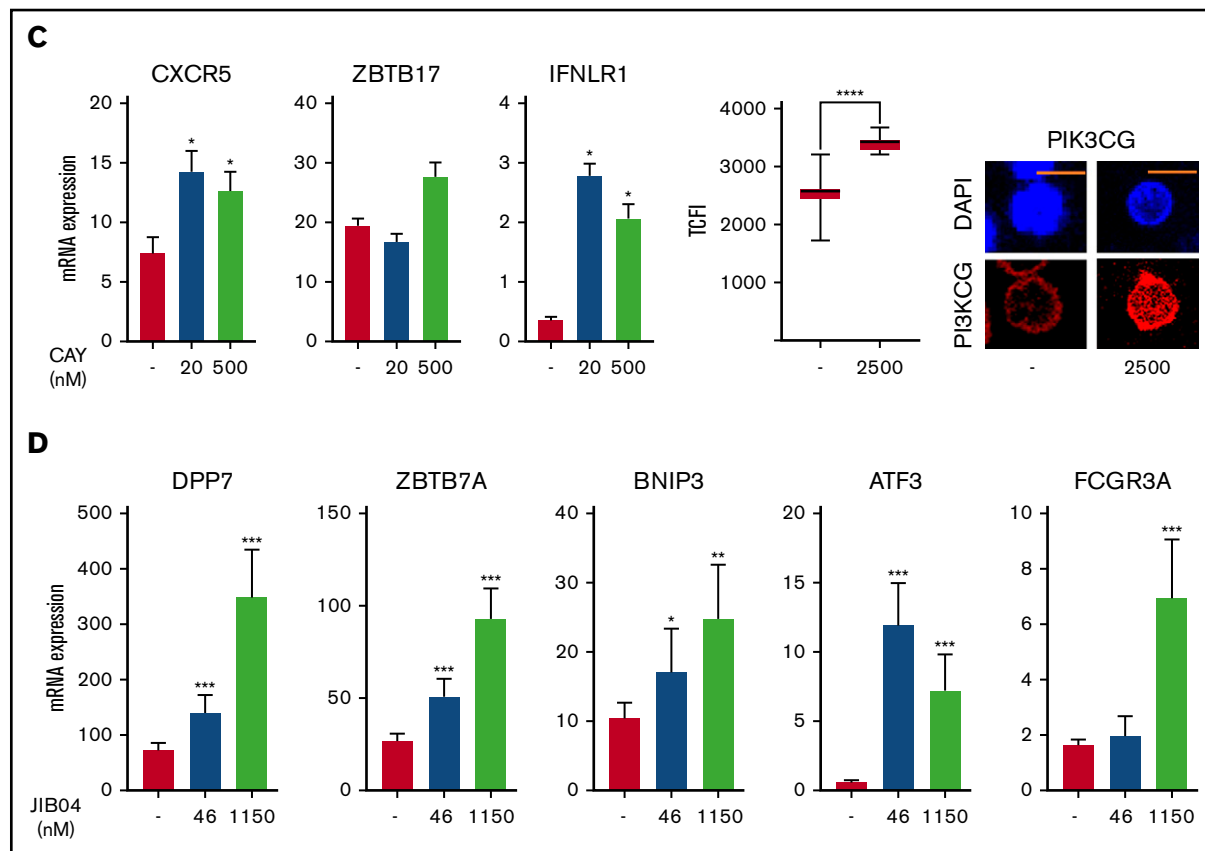 C
CXCR5
ZBTB17
IFNLR1
mRNA expression
20
15
10
5
0
*
*
40
30
20
10
0
4
3
2
1
0
*
*
CAY
(nM)
- 20 500
- 20 500
- 20 500
4000
3000
2000
1000
TCFI
****
- 2500
PIK3CG
DAPI
PI3KCG
- 2500
D
DPP7
ZBTB7A
BNIP3
ATF3
FCGR3A
mRNA expression
500
400
300
200
100
0
***
***
150
100
50
0
***
***
40
30
20
10
0
*
**
20
15
10
5
0
***
***
10
8
6
4
2
0
***
JIB04
(nM)
- 46 1150
- 46 1150
- 46 1150
- 46 1150
- 46 1150